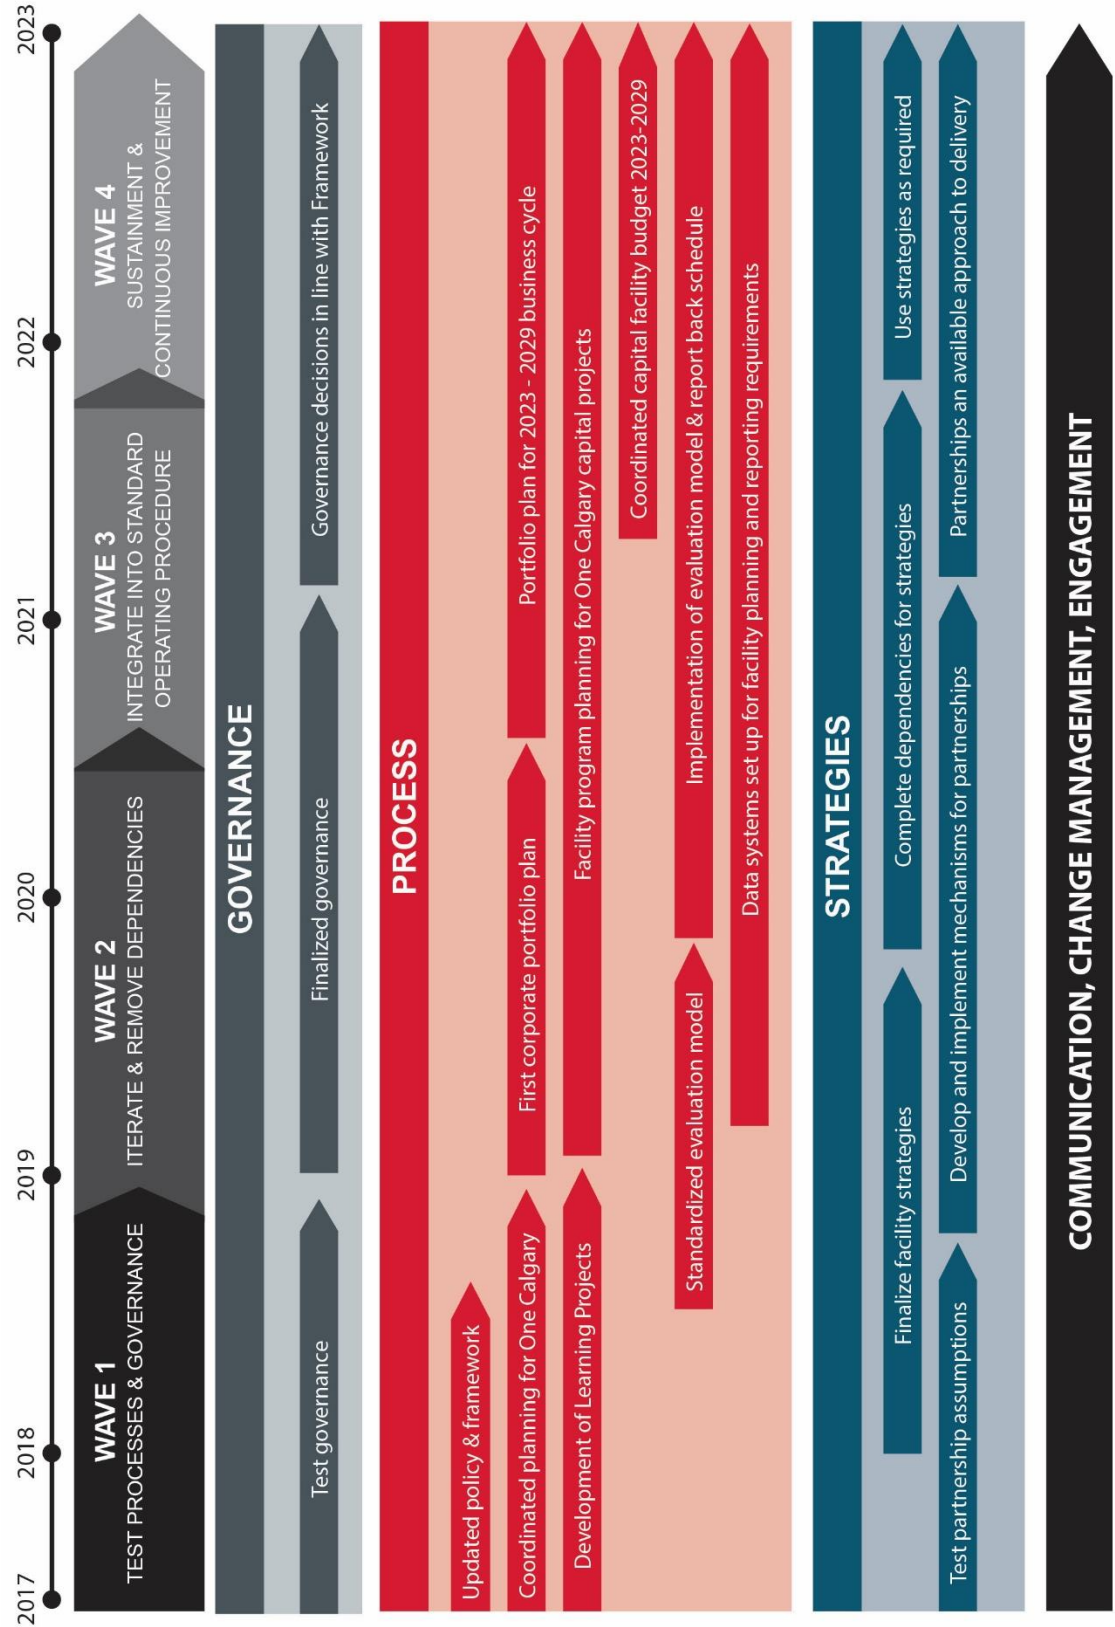 2017
2018
2019
2020
2021
2022
2023
WAVE 1
TEST PROCESSES & GOVERNANCE
WAVE 2
ITERATE & REMOVE DEPENDENCIES
WAVE 3
INTEGRATE INTO STANDARD
OPERATING PROCEDURE
WAVE 4
SUSTAINMENT &
CONTINUOUS IMPROVEMENT
GOVERNANCE
Test governance
Finalized governance
Governance decisions in line with Framework
PROCESS
Updated policy & framework
Coordinated planning for One Calgary
First corporate portfolio plan
Portfolio plan for 2023 - 2029 business cycle
Development of Learning Projects
Facility program planning for One Calgary capital projects
Coordinated capital facility budget 2023-2029
Standardized evaluation model
Implementation of evaluation model & report back schedule
Data systems set up for facility planning and reporting requirements
STRATEGIES
Finalize facility strategies
Complete dependencies for strategies
Use strategies as required
Test partnership assumptions
Develop and implement mechanisms for partnerships
Partnerships an available approach to delivery
COMMUNICATION, CHANGE MANAGEMENT, ENGAGEMENT